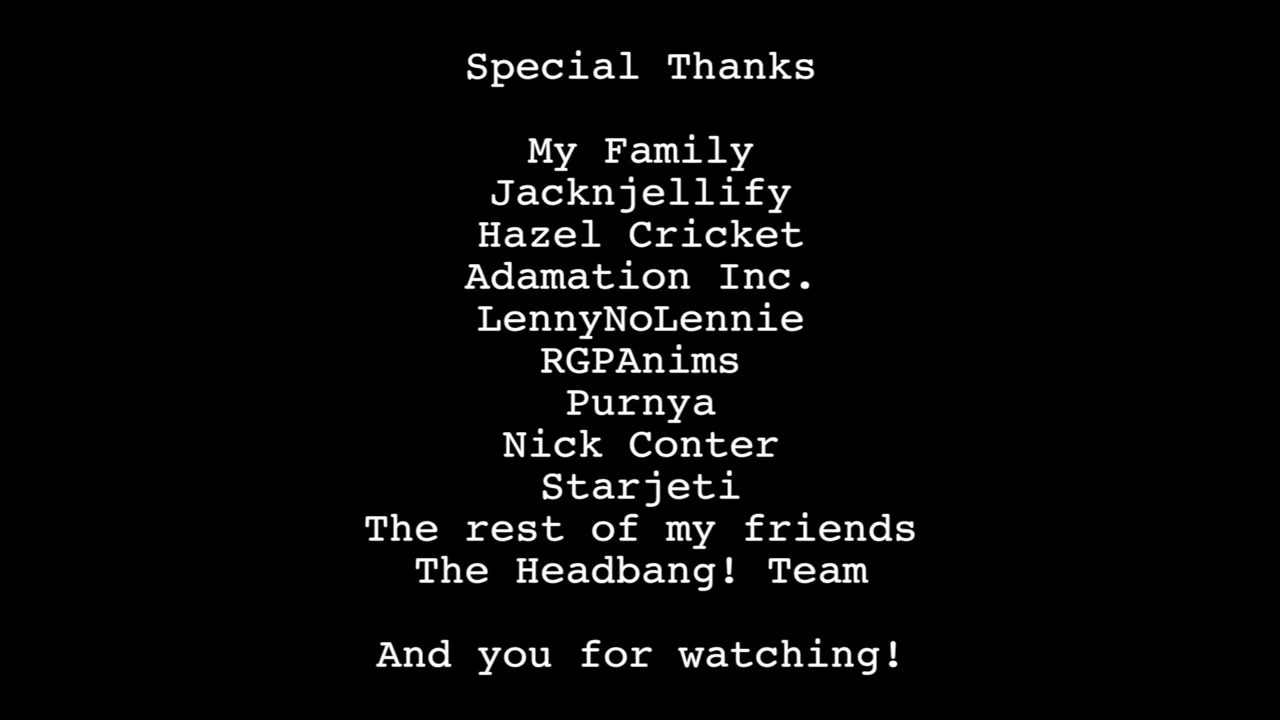 Special Thanks
My Family
Jacknjellify
Hazel Cricket
Adamation Inc.
LennyNoLennie
RGPAnims
Purnya
Nick Conter
Starjeti
The rest of my friends
The Headbang! Team
And you for watching!